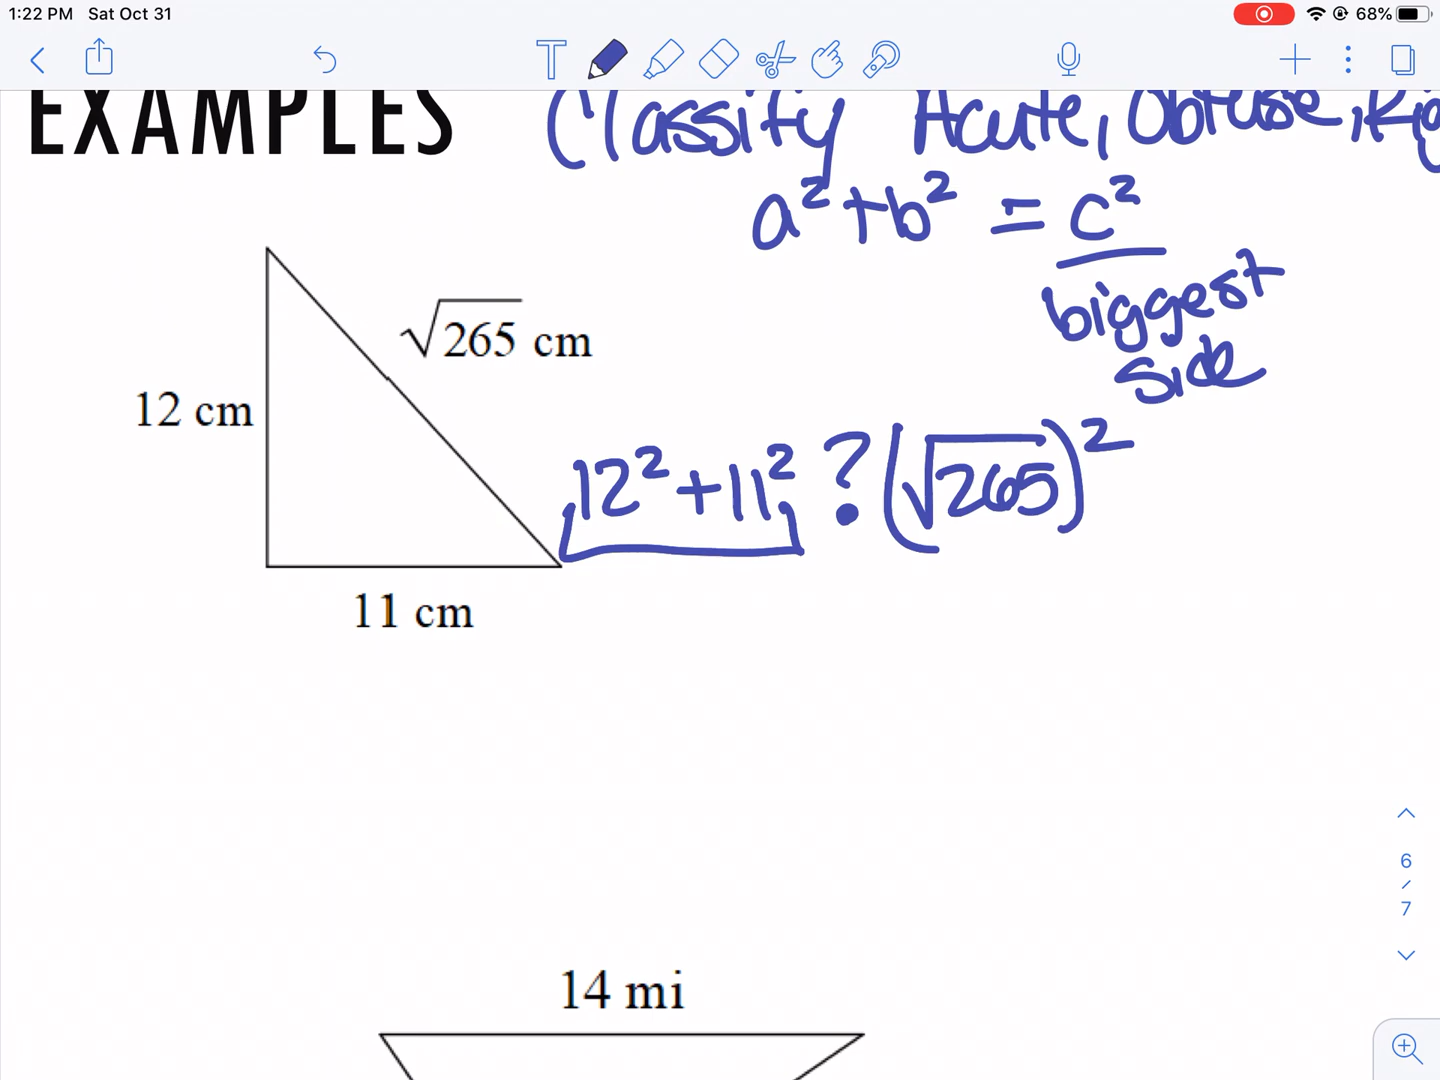 1:22 PM Sat Oct 31
68%
T
EXAMPLES
Classify Acute, Obtuse,
a² + b² = c²
biggest
side
√265 cm
12 cm
12² + 11² ? (√265)²
11 cm
6
/
7
14 mi